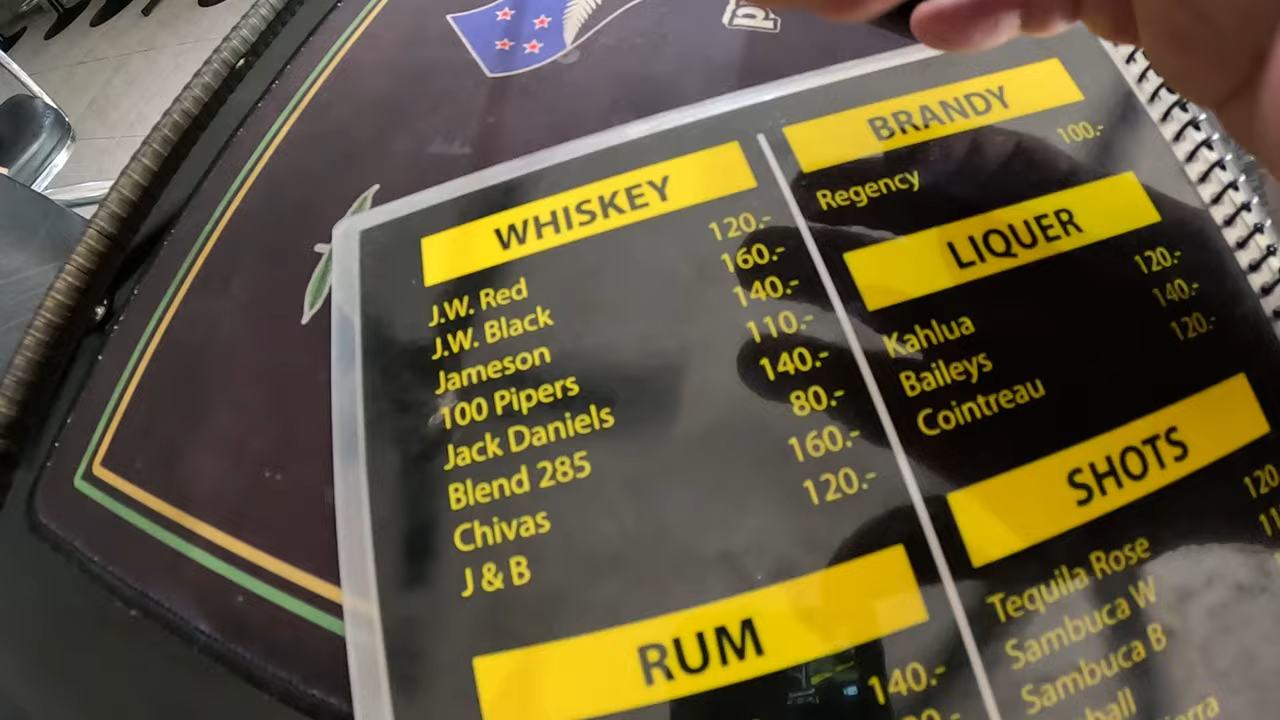 WHISKEY
J.W. Red 120.-
J.W. Black 160.-
Jameson 140.-
100 Pipers 110.-
Jack Daniels 140.-
Blend 285 80.-
Chivas 160.-
J & B 120.-
RUM
140.-
BRANDY
Regency 100.-
LIQUER
Kahlua 120.-
Baileys 140.-
Cointreau 120.-
SHOTS
Tequila Rose 120
Sambuca W
Sambuca B